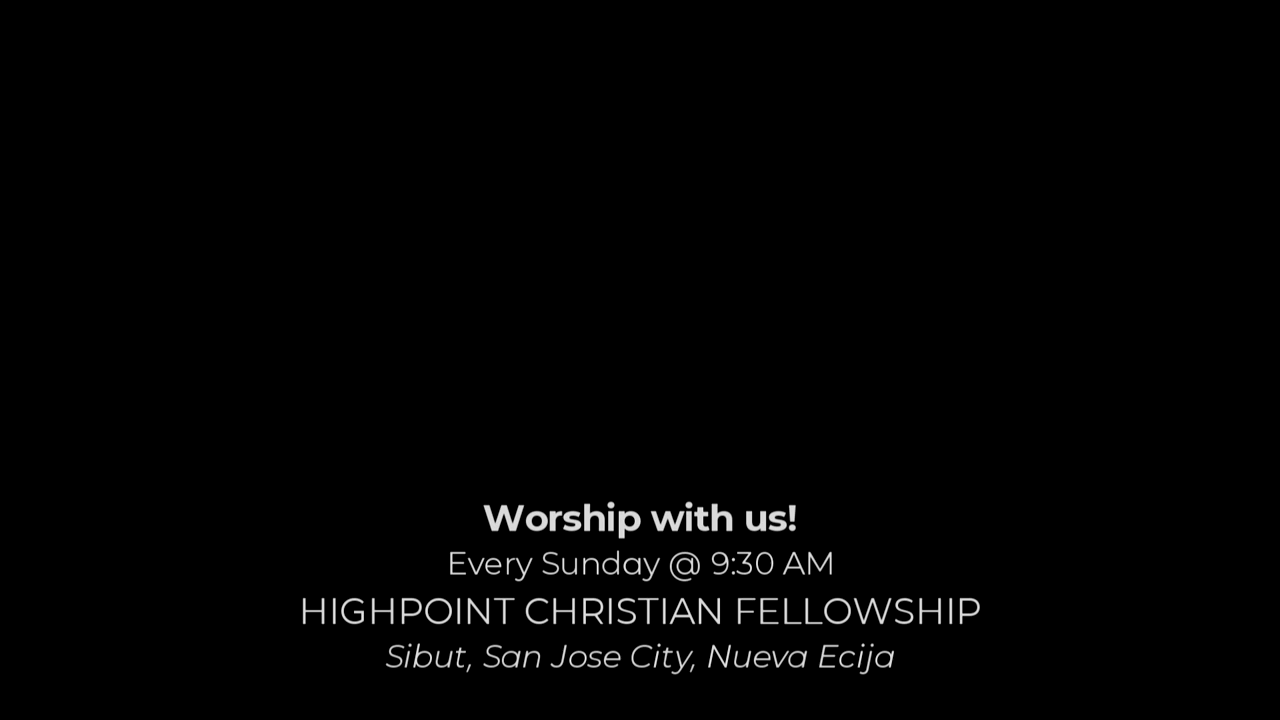 Worship with us!
Every Sunday @ 9:30 AM
HIGHPOINT CHRISTIAN FELLOWSHIP
Sibut, San Jose City, Nueva Ecija